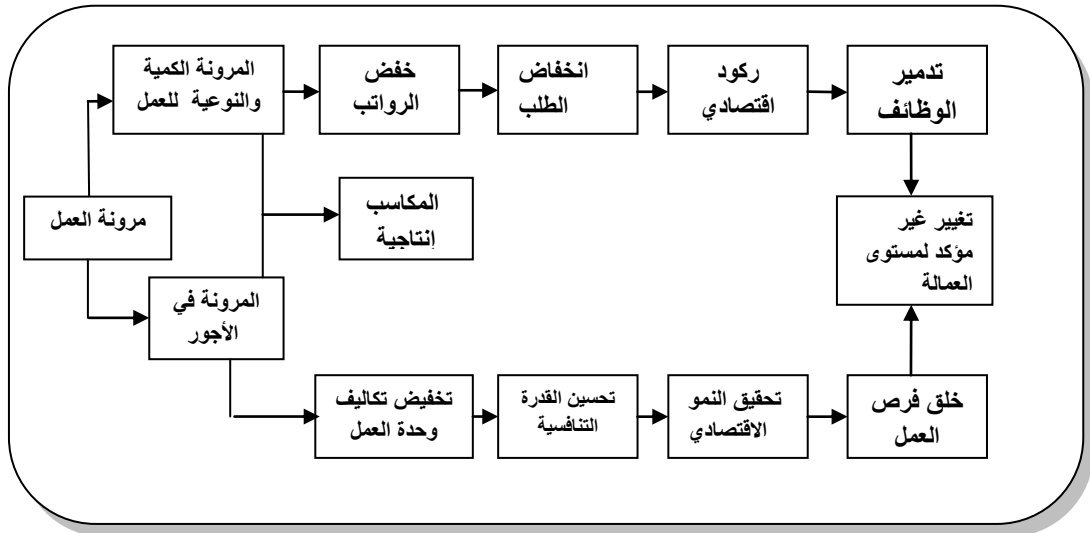 المرونة الكمية
والنوعية للعمل
خفض
الرواتب
انخفاض
الطلب
ركود
اقتصادي
تدمير
الوظائف
مرونة العمل
المكاسب
إنتاجية
تغيير غير
مؤكد لمستوى
العمالة
المرونة في
الأجور
تخفيض تكاليف
وحدة العمل
تحسين القدرة
التنافسية
تحقيق النمو
الاقتصادي
خلق فرص
العمل